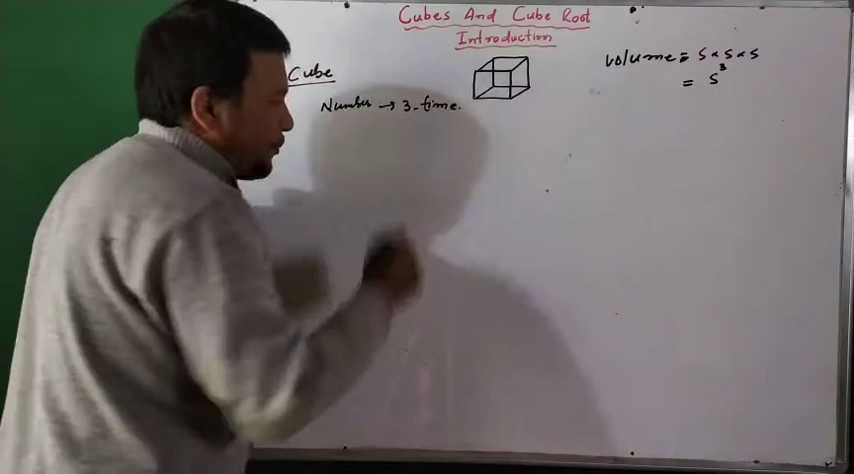 Cubes And Cube Root
Introduction
Cube
Number → 3-time.
Volume = s × s × s
= s³